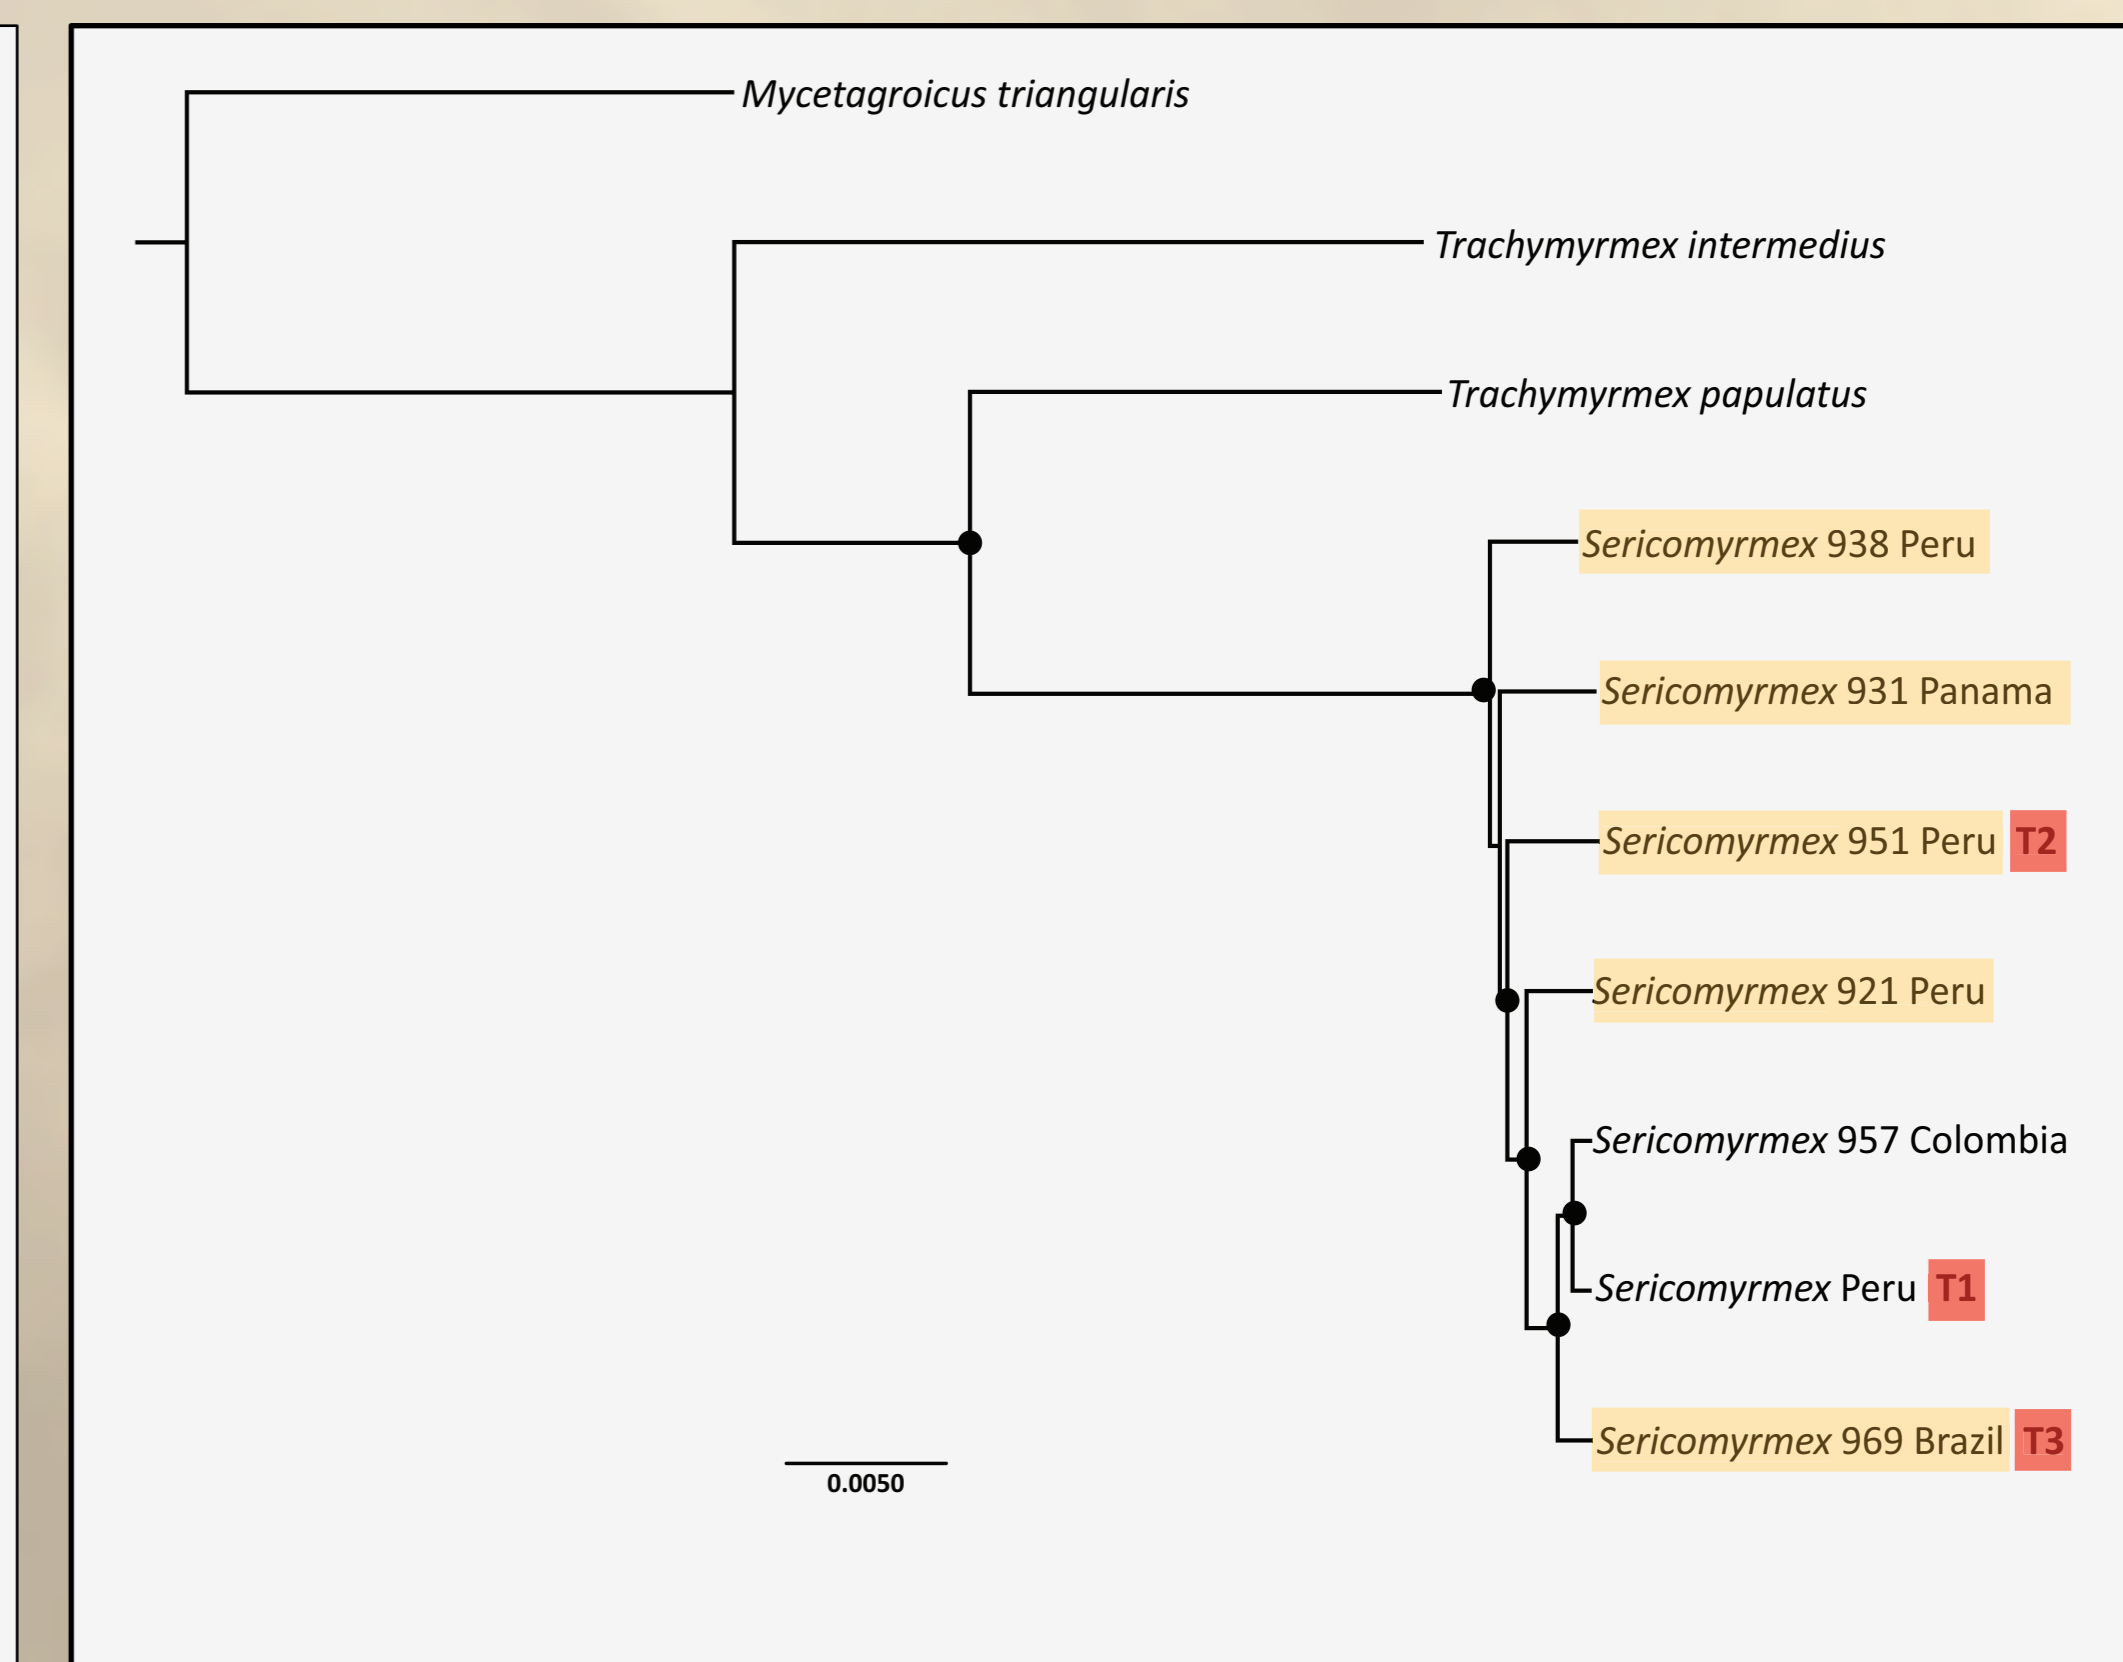 Mycetagroicus triangularis
Trachymyrmex intermedius
Trachymyrmex papulatus
Sericomyrmex 938 Peru
Sericomyrmex 931 Panama
Sericomyrmex 951 Peru T2
Sericomyrmex 921 Peru
Sericomyrmex 957 Colombia
Sericomyrmex Peru T1
Sericomyrmex 969 Brazil T3
0.0050